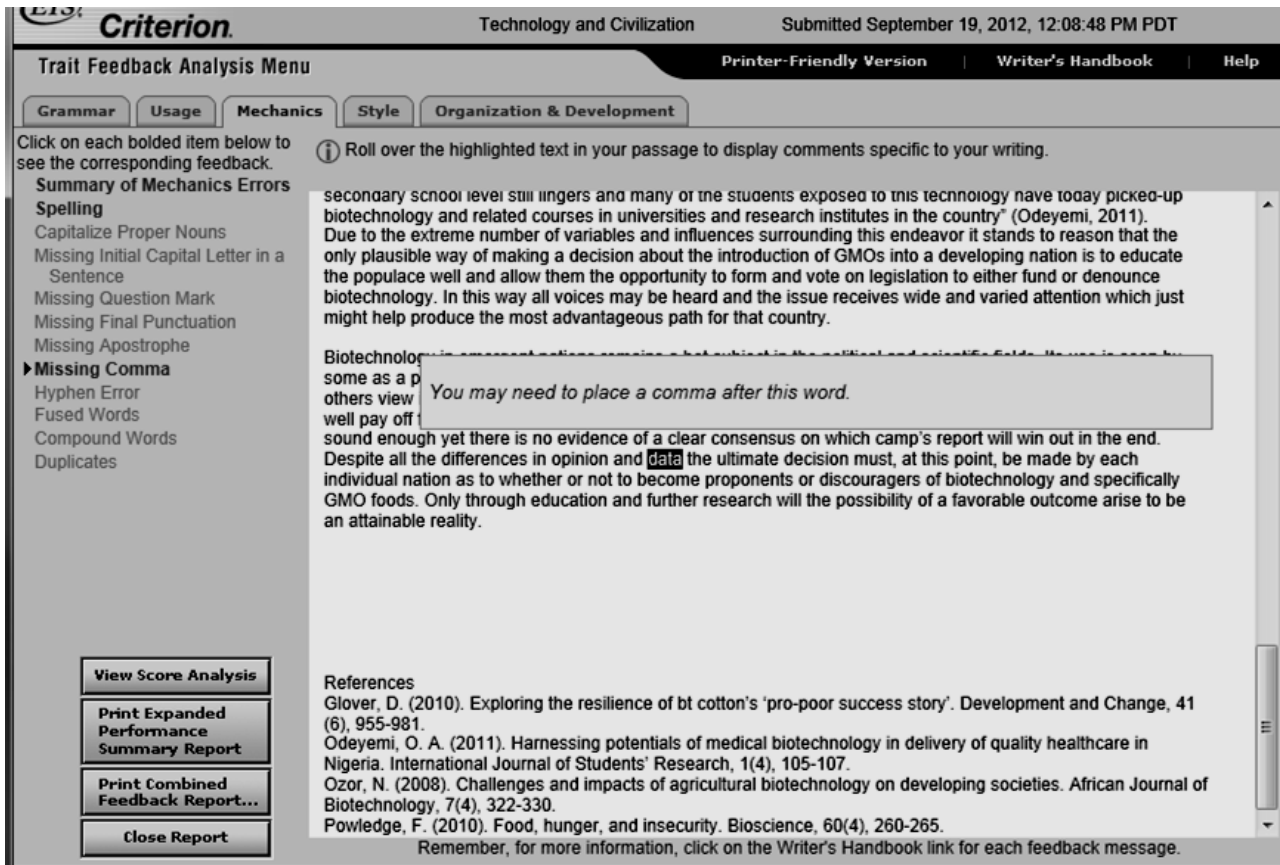 ETS.
Criterion.
Technology and Civilization
Submitted September 19, 2012, 12:08:48 PM PDT
Trait Feedback Analysis Menu
Printer-Friendly Version | Writer's Handbook | Help
Grammar
Usage
Mechanics
Style
Organization & Development
Click on each bolded item below to
see the corresponding feedback.
Summary of Mechanics Errors
Spelling
Capitalize Proper Nouns
Missing Initial Capital Letter in a
Sentence
Missing Question Mark
Missing Final Punctuation
Missing Apostrophe
Missing Comma
Hyphen Error
Fused Words
Compound Words
Duplicates
View Score Analysis
Print Expanded
Performance
Summary Report
Print Combined
Feedback Report...
Close Report
Roll over the highlighted text in your passage to display comments specific to your writing.
secondary school level still lingers and many of the students exposed to this technology have today picked-up
biotechnology and related courses in universities and research institutes in the country" (Odeyemi, 2011).
Due to the extreme number of variables and influences surrounding this endeavor it stands to reason that the
only plausible way of making a decision about the introduction of GMOs into a developing nation is to educate
the populace well and allow them the opportunity to form and vote on legislation to either fund or denounce
biotechnology. In this way all voices may be heard and the issue receives wide and varied attention which just
might help produce the most advantageous path for that country.
Biotechnology in emergent nations remains a hot subject in the political and scientific fields. Its use is seen by
some as a
others view
well pay off
You may need to place a comma after this word.
sound enough yet there is no evidence of a clear consensus on which camp's report will win out in the end.
Despite all the differences in opinion and data the ultimate decision must, at this point, be made by each
individual nation as to whether or not to become proponents or discouragers of biotechnology and specifically
GMO foods. Only through education and further research will the possibility of a favorable outcome arise to be
an attainable reality.
References
Glover, D. (2010). Exploring the resilience of bt cotton's 'pro-poor success story'. Development and Change, 41
(6), 955-981.
Odeyemi, O. A. (2011). Harnessing potentials of medical biotechnology in delivery of quality healthcare in
Nigeria. International Journal of Students' Research, 1(4), 105-107.
Ozor, N. (2008). Challenges and impacts of agricultural biotechnology on developing societies. African Journal of
Biotechnology, 7(4), 322-330.
Powledge, F. (2010). Food, hunger, and insecurity. Bioscience, 60(4), 260-265.
Remember, for more information, click on the Writer's Handbook link for each feedback message.